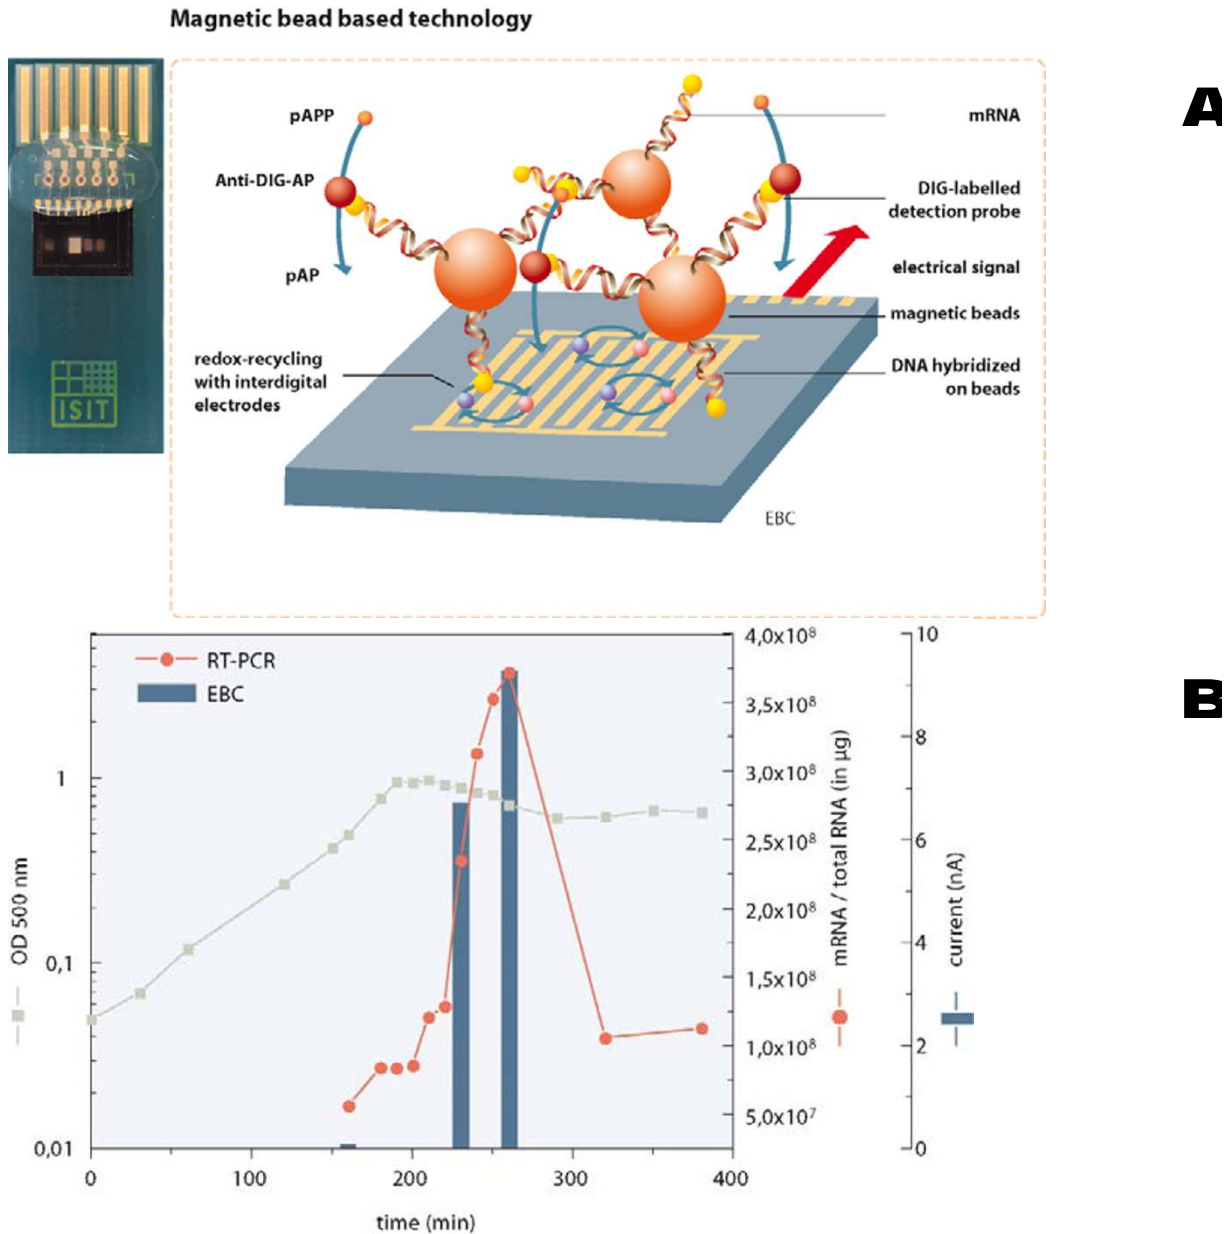 Magnetic bead based technology
A
pAPP
Anti-DIG-AP
pAP
redox-recycling
with interdigital
electrodes
ISIT
mRNA
DIG-labelled
detection probe
electrical signal
magnetic beads
DNA hybridized
on beads
EBC
B
RT-PCR
EBC
OD 500 nm
1
0,1
0,01
0
100
200
300
400
time (min)
4,0x10⁸
3,5x10⁸
3,0x10⁸
2,5x10⁸
2,0x10⁸
1,5x10⁸
1,0x10⁸
5,0x10⁷
mRNA / total RNA (in µg)
10
8
6
4
2
0
current (nA)